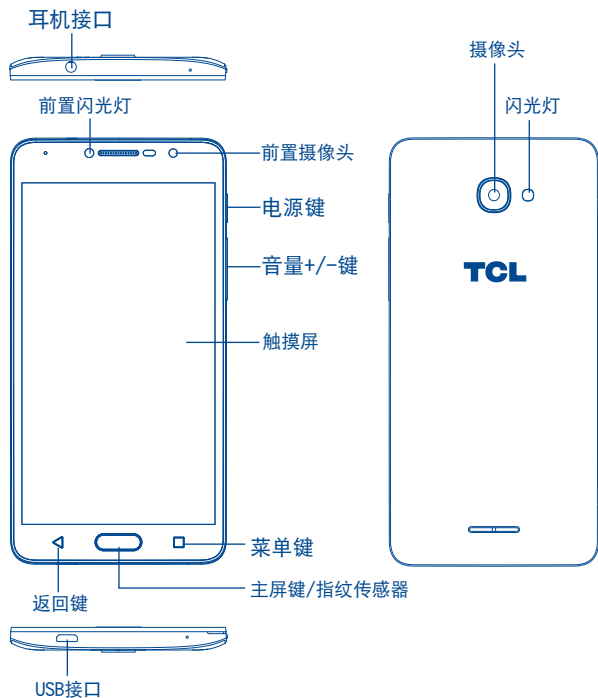 耳机接口
摄像头
前置闪光灯
闪光灯
前置摄像头
电源键
音量+/-键
TCL
触摸屏
菜单键
主屏键/指纹传感器
返回键
USB接口